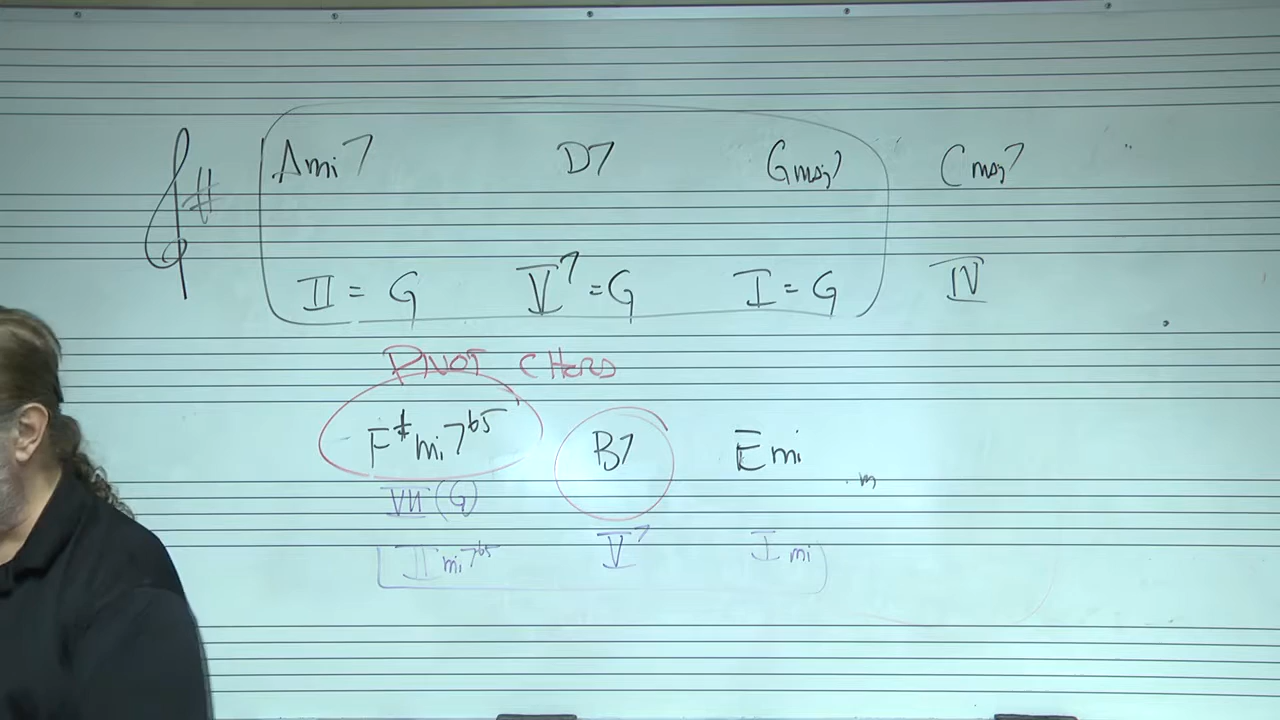 # Ami7 D7 Gmaj7 Cmaj7
II = G V7 = G I = G IV
PIVOT CHORD
F#mi7b5 B7 Emi
VII (G)
IImi7b5 V7 Imi